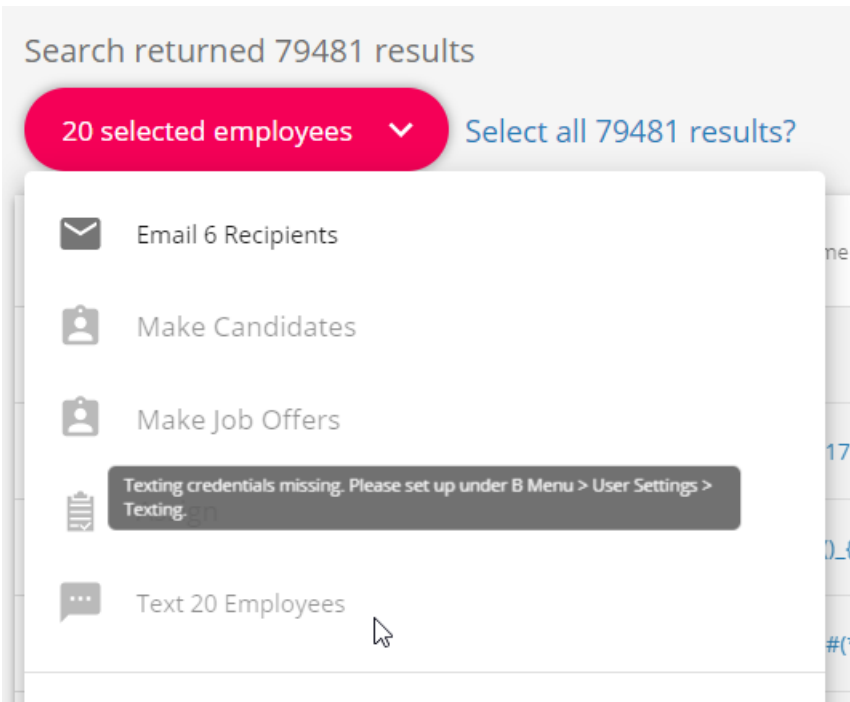 Search returned 79481 results
20 selected employees
Select all 79481 results?
Email 6 Recipients
Make Candidates
Make Job Offers
Texting credentials missing. Please set up under B Menu > User Settings >
Texting.
Text 20 Employees